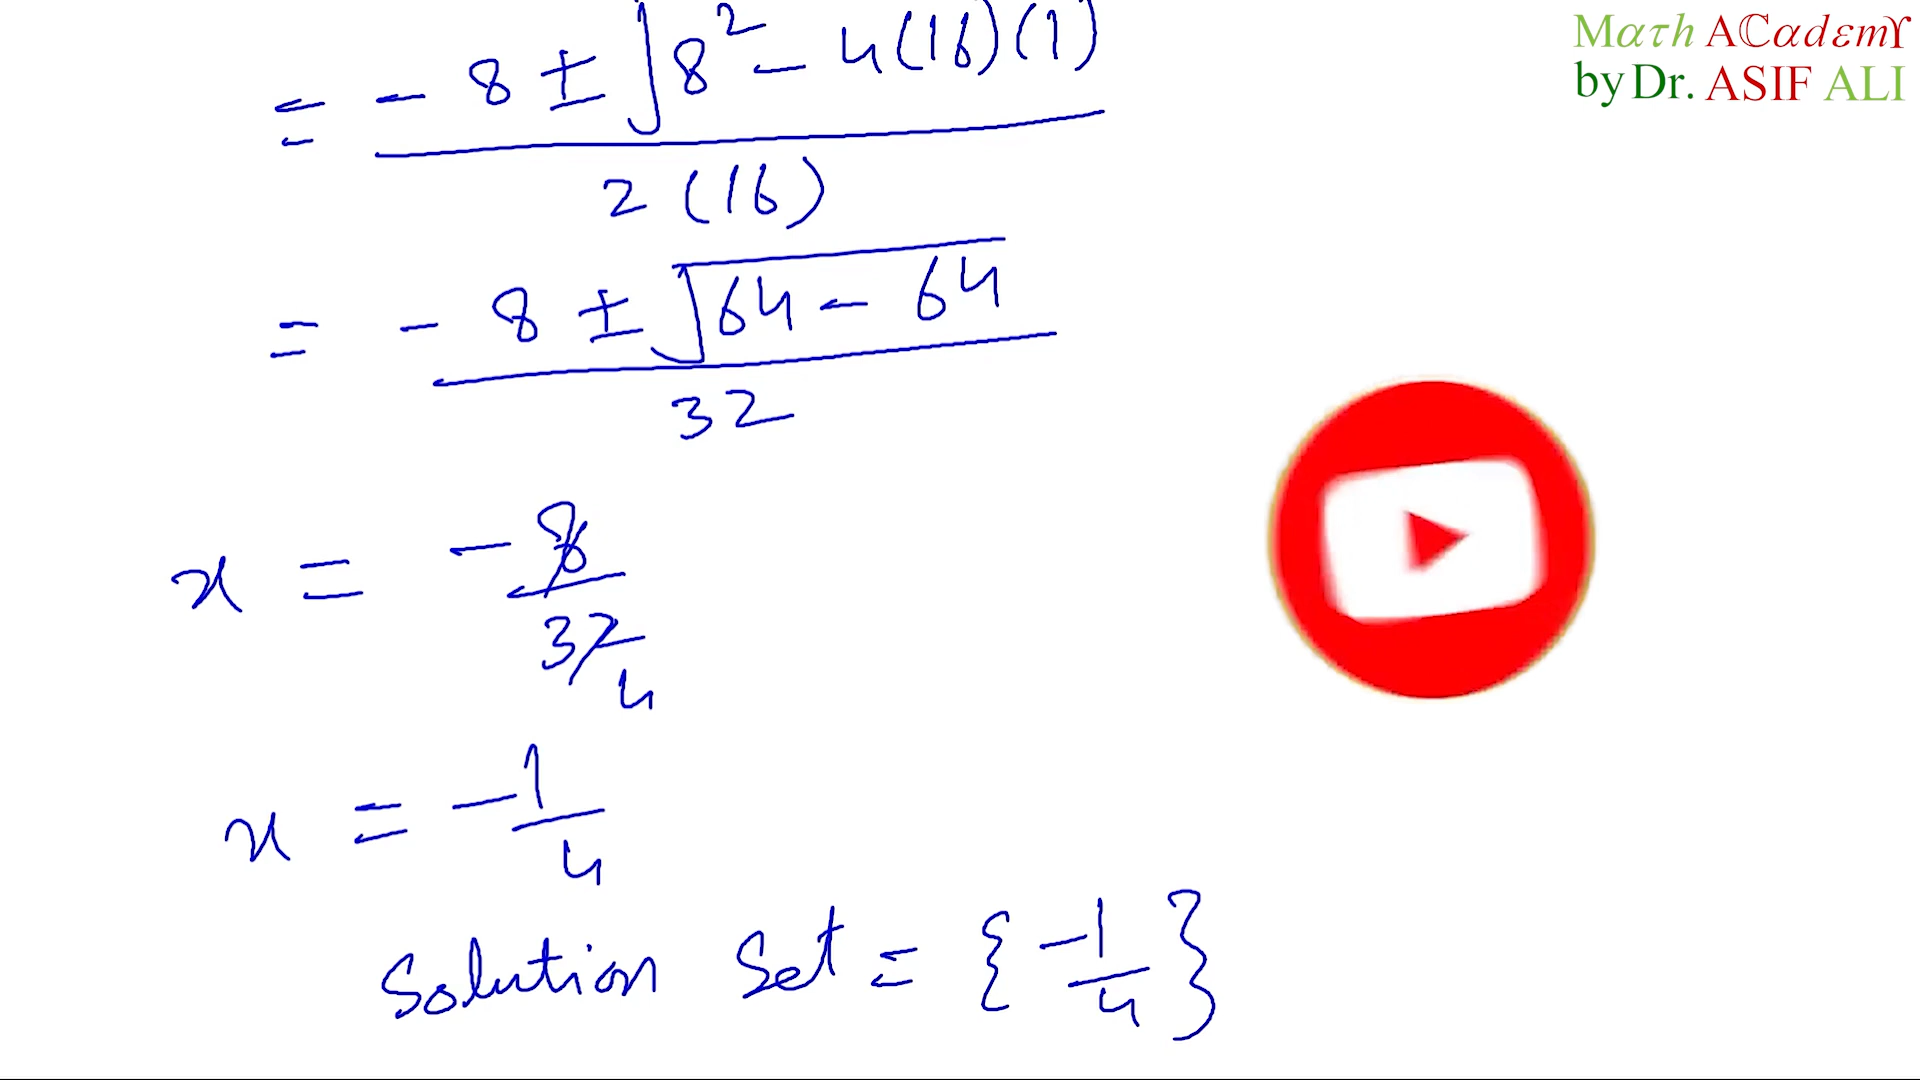 Math ACadεmϒ
by Dr. ASIF ALI
= - 8 ± √8² - 4(16)(1)
2 (16)
= - 8 ± √64 - 64
32
x = - 8
32
4
x = - 1
4
Solution Set = { -1/4 }